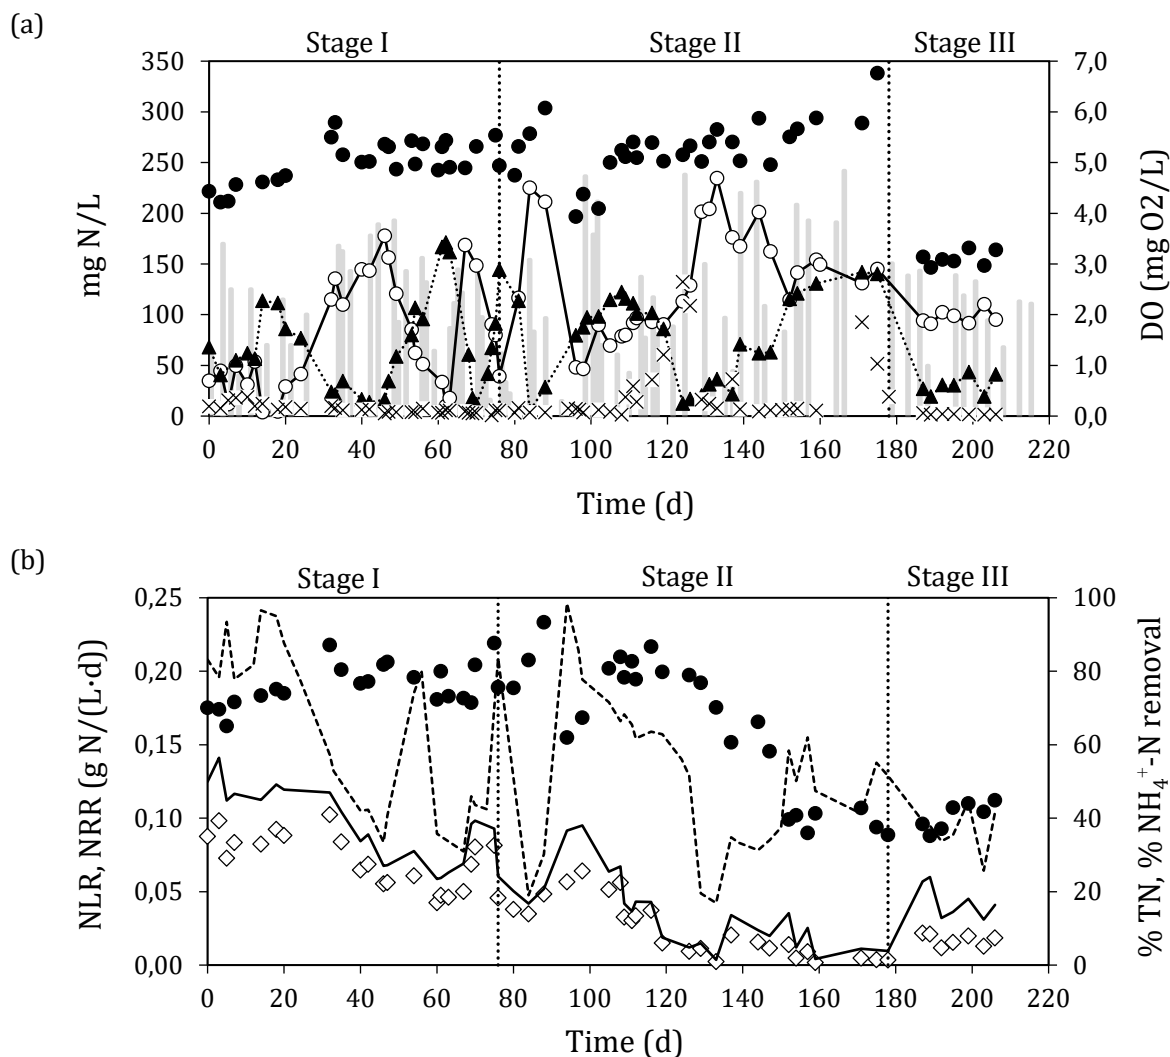 (a)
Stage I Stage II Stage III
350 7,0
300 6,0
250 5,0
200 4,0
150 3,0
100 2,0
50 1,0
0 0,0
mg N/L
DO (mg O2/L)
0 20 40 60 80 100 120 140 160 180 200 220
Time (d)
(b)
Stage I Stage II Stage III
0,25 100
0,20 80
0,15 60
0,10 40
0,05 20
0,00 0
NLR, NRR (g N/(L·d))
% TN, % NH₄⁺-N removal
0 20 40 60 80 100 120 140 160 180 200 220
Time (d)